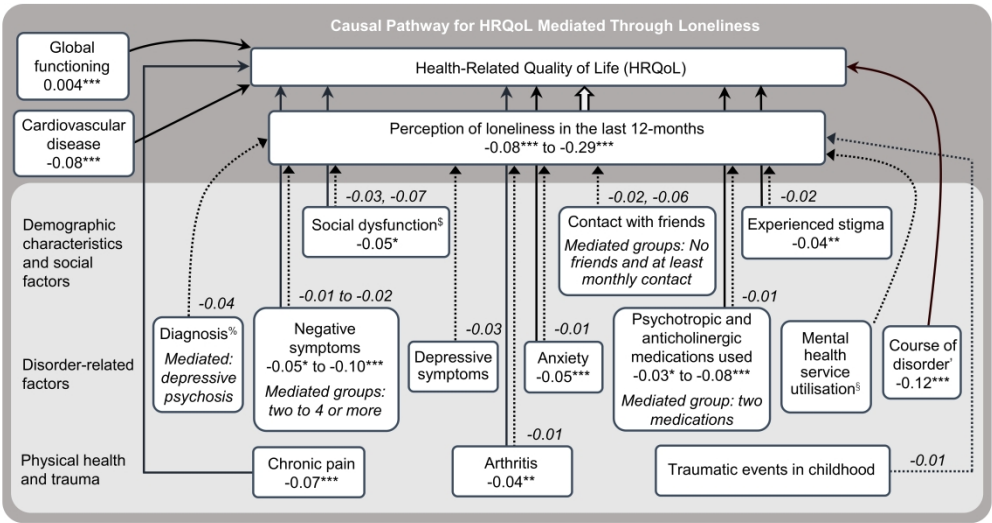 Causal Pathway for HRQoL Mediated Through Loneliness
Global
functioning
0.004***
Health-Related Quality of Life (HRQoL)
Cardiovascular
disease
-0.08***
Perception of loneliness in the last 12-months
-0.08*** to -0.29***
Demographic
characteristics
and social
factors
-0.03, -0.07
Social dysfunction$
-0.05*
-0.02, -0.06
Contact with friends
Mediated groups: No
friends and at least
monthly contact
-0.02
Experienced stigma
-0.04**
Disorder-related
factors
-0.04
Diagnosis%
Mediated:
depressive
psychosis
-0.01 to -0.02
Negative
symptoms
-0.05* to -0.10***
Mediated groups:
two to 4 or more
-0.03
Depressive
symptoms
-0.01
Anxiety
-0.05***
-0.01
Psychotropic and
anticholinergic
medications used
-0.03* to -0.08***
Mediated group: two
medications
Mental
health
service
utilisation§
Course of
disorder'
-0.12***
Physical health
and trauma
Chronic pain
-0.07***
-0.01
Arthritis
-0.04**
Traumatic events in childhood
-0.01